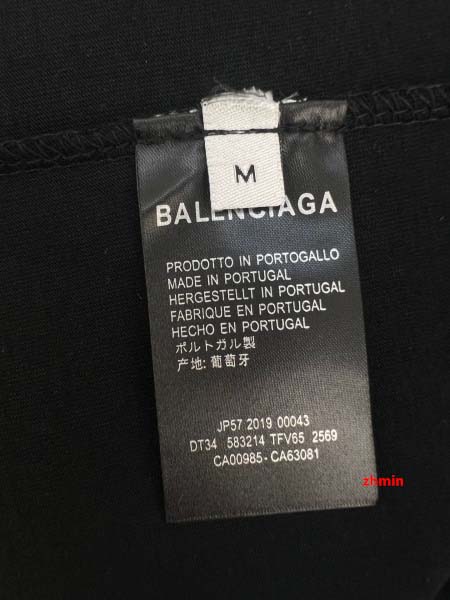 M
BALENCIAGA
PRODOTTO IN PORTOGALLO
MADE IN PORTUGAL
HERGESTELLT IN PORTUGAL
FABRIQUE EN PORTUGAL
HECHO EN PORTUGAL
ポルトガル製
产地: 葡萄牙
JP57 2019 00043
DT34 583214 TFV65 2569
CA00985-CA63081
zhmin